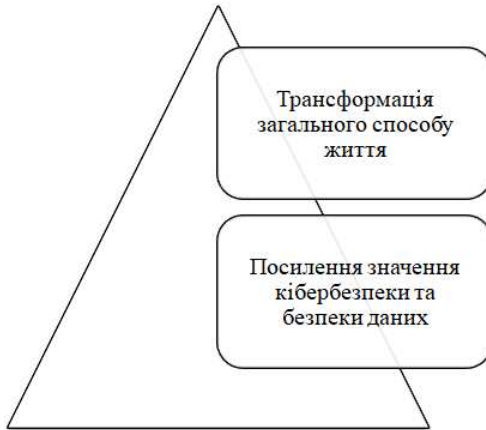 Трансформація
загального способу
життя
Посилення значення
кібербезпеки та
безпеки даних